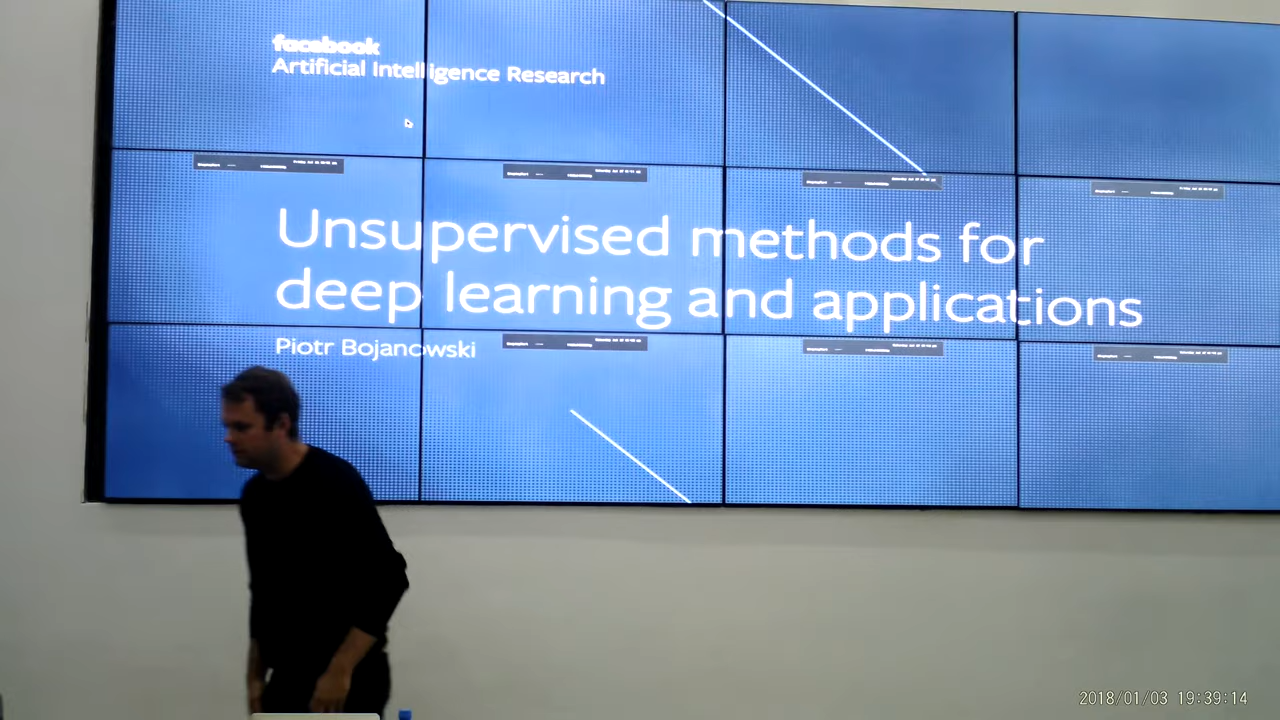 facebook
Artificial Intelligence Research
Unsupervised methods for
deep learning and applications
Piotr Bojanowski
2018/01/03 19:39:14